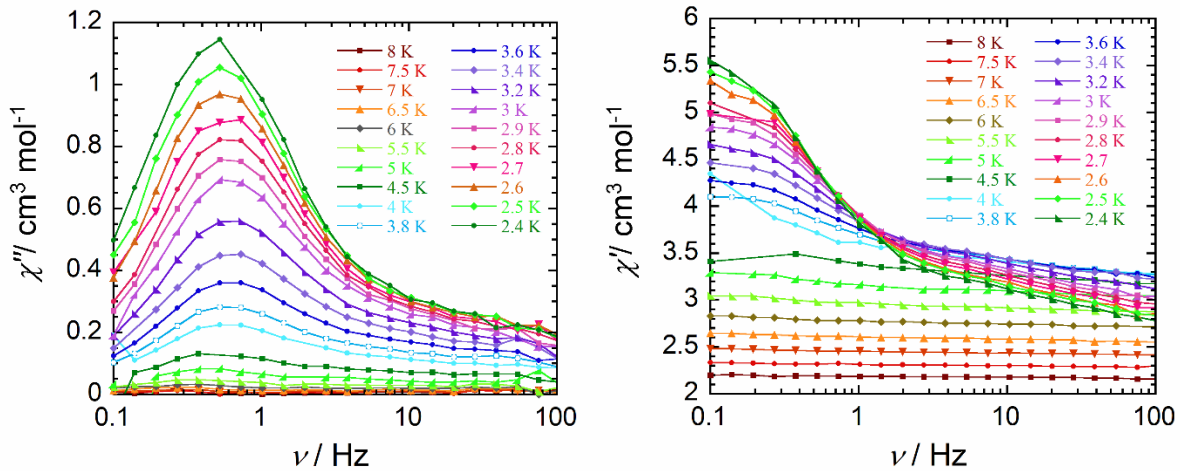 1.2
1
0.8
0.6
0.4
0.2
0
χ''/ cm³ mol⁻¹
8 K 3.6 K
7.5 K 3.4 K
7 K 3.2 K
6.5 K 3 K
6 K 2.9 K
5.5 K 2.8 K
5 K 2.7
4.5 K 2.6
4 K 2.5 K
3.8 K 2.4 K
0.1 1 10 100
ν / Hz
6
5.5
5
4.5
4
3.5
3
2.5
2
χ'/ cm³ mol⁻¹
8 K 3.6 K
7.5 K 3.4 K
7 K 3.2 K
6.5 K 3 K
6 K 2.9 K
5.5 K 2.8 K
5 K 2.7
4.5 K 2.6
4 K 2.5 K
3.8 K 2.4 K
0.1 1 10 100
ν / Hz